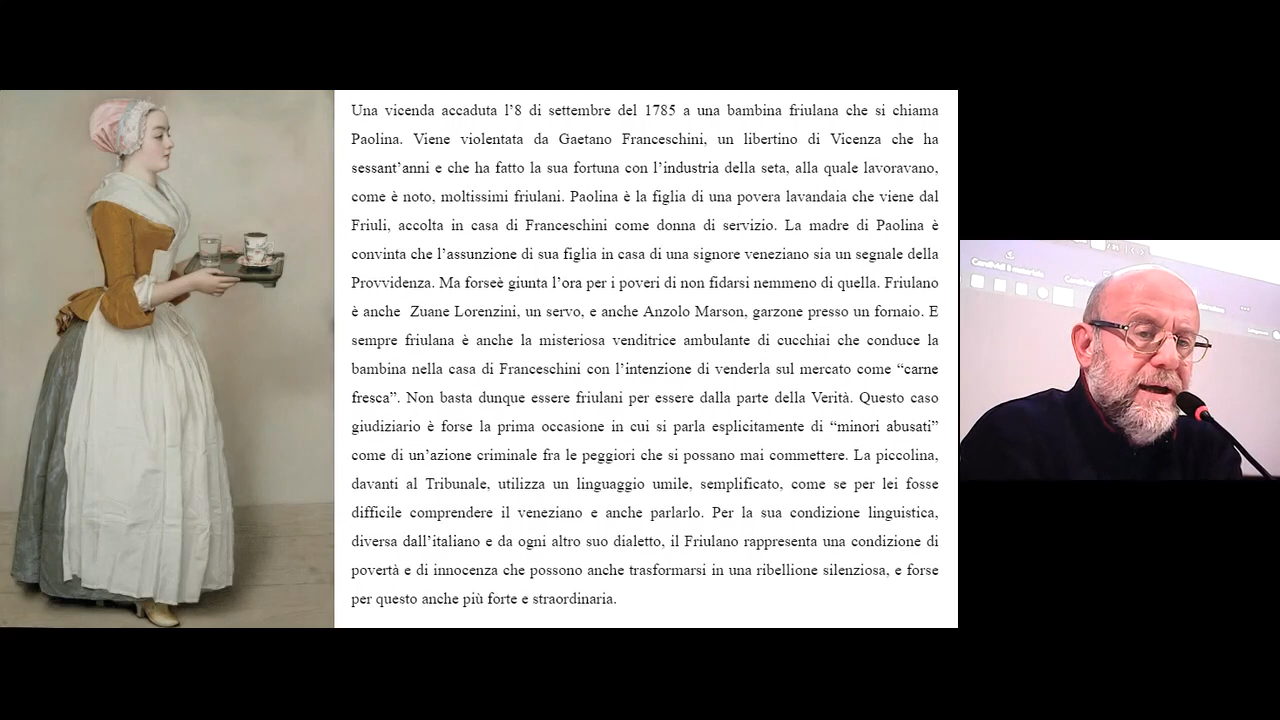 Una vicenda accaduta l’8 di settembre del 1785 a una bambina friulana che si chiama
Paolina. Viene violentata da Gaetano Franceschini, un libertino di Vicenza che ha
sessant’anni e che ha fatto la sua fortuna con l’industria della seta, alla quale lavoravano,
come è noto, moltissimi friulani. Paolina è la figlia di una povera lavandaia che viene dal
Friuli, accolta in casa di Franceschini come donna di servizio. La madre di Paolina è
convinta che l’assunzione di sua figlia in casa di una signore veneziano sia un segnale della
Provvidenza. Ma forseè giunta l’ora per i poveri di non fidarsi nemmeno di quella. Friulano
è anche Zuane Lorenzini, un servo, e anche Anzolo Marson, garzone presso un fornaio. E
sempre friulana è anche la misteriosa venditrice ambulante di cucchiai che conduce la
bambina nella casa di Franceschini con l’intenzione di venderla sul mercato come “carne
fresca”. Non basta dunque essere friulani per essere dalla parte della Verità. Questo caso
giudiziario è forse la prima occasione in cui si parla esplicitamente di “minori abusati”
come di un’azione criminale fra le peggiori che si possano mai commettere. La piccolina,
davanti al Tribunale, utilizza un linguaggio umile, semplificato, come se per lei fosse
difficile comprendere il veneziano e anche parlarlo. Per la sua condizione linguistica,
diversa dall’italiano e da ogni altro suo dialetto, il Friulano rappresenta una condizione di
povertà e di innocenza che possono anche trasformarsi in una ribellione silenziosa, e forse
per questo anche più forte e straordinaria.
Condividi il materiale